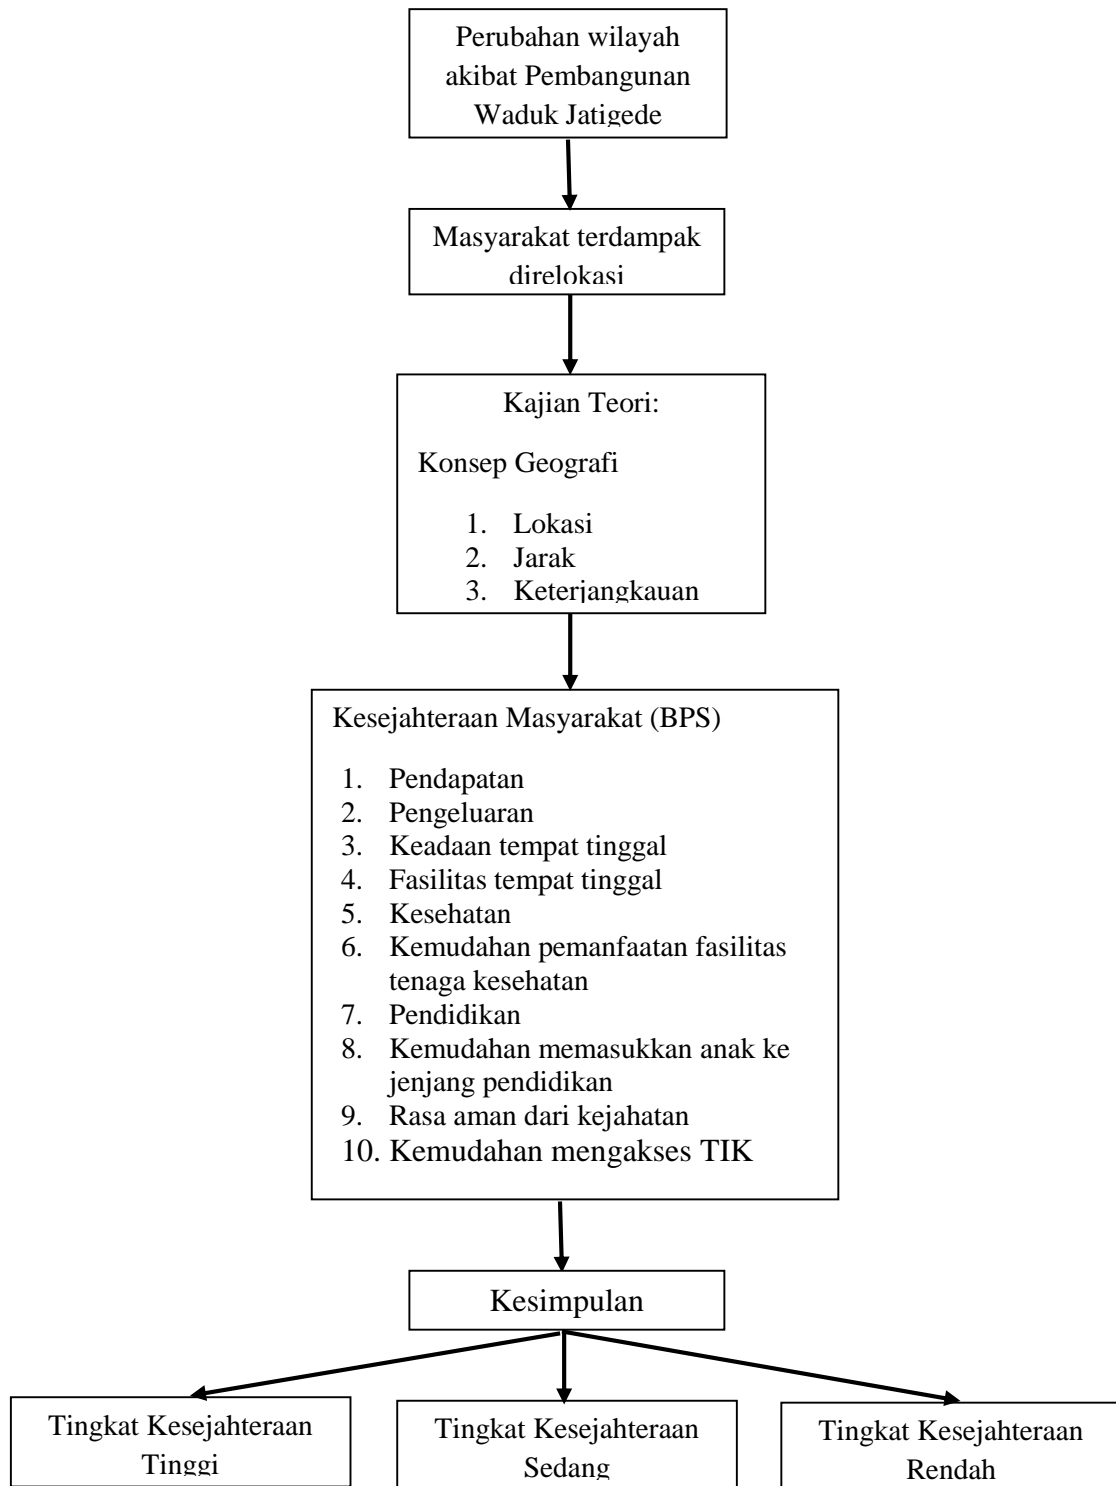 Perubahan wilayah
akibat Pembangunan
Waduk Jatigede
Masyarakat terdampak
direlokasi
Kajian Teori:
Konsep Geografi
1. Lokasi
2. Jarak
3. Keterjangkauan
Kesejahteraan Masyarakat (BPS)
1. Pendapatan
2. Pengeluaran
3. Keadaan tempat tinggal
4. Fasilitas tempat tinggal
5. Kesehatan
6. Kemudahan pemanfaatan fasilitas
tenaga kesehatan
7. Pendidikan
8. Kemudahan memasukkan anak ke
jenjang pendidikan
9. Rasa aman dari kejahatan
10. Kemudahan mengakses TIK
Kesimpulan
Tingkat Kesejahteraan
Tinggi
Tingkat Kesejahteraan
Sedang
Tingkat Kesejahteraan
Rendah